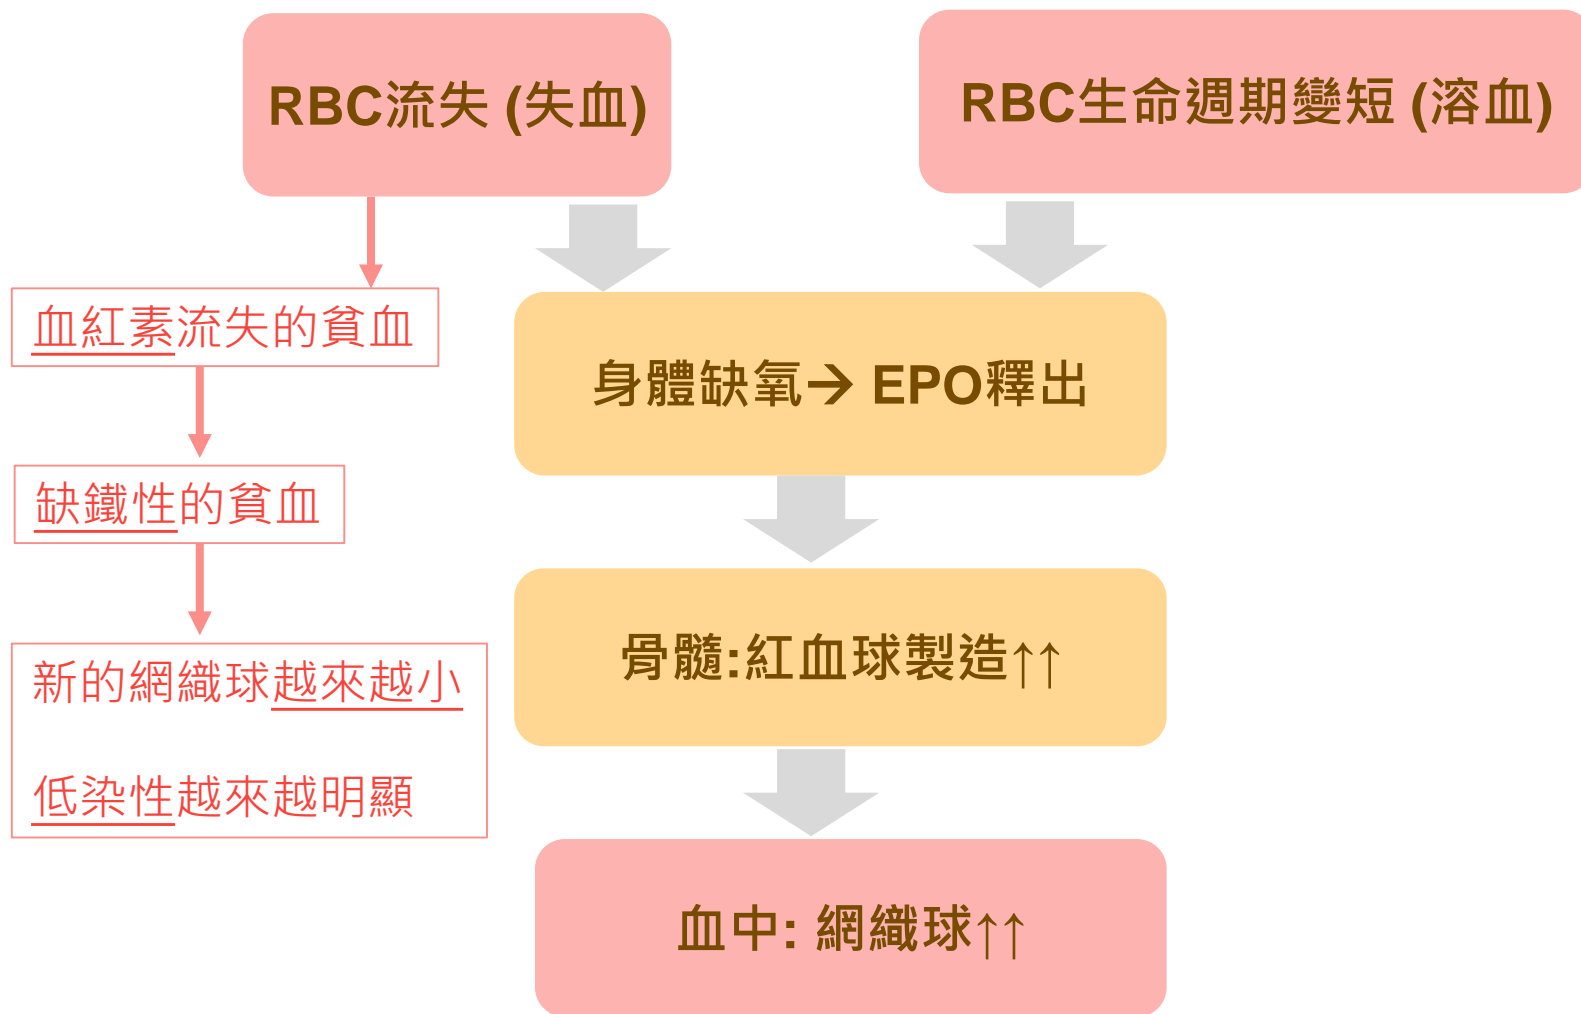 RBC流失 (失血)
RBC生命週期變短 (溶血)
血紅素流失的貧血
身體缺氧→ EPO釋出
缺鐵性的貧血
骨髓:紅血球製造↑↑
新的網織球越來越小
低染性越來越明顯
血中: 網織球↑↑